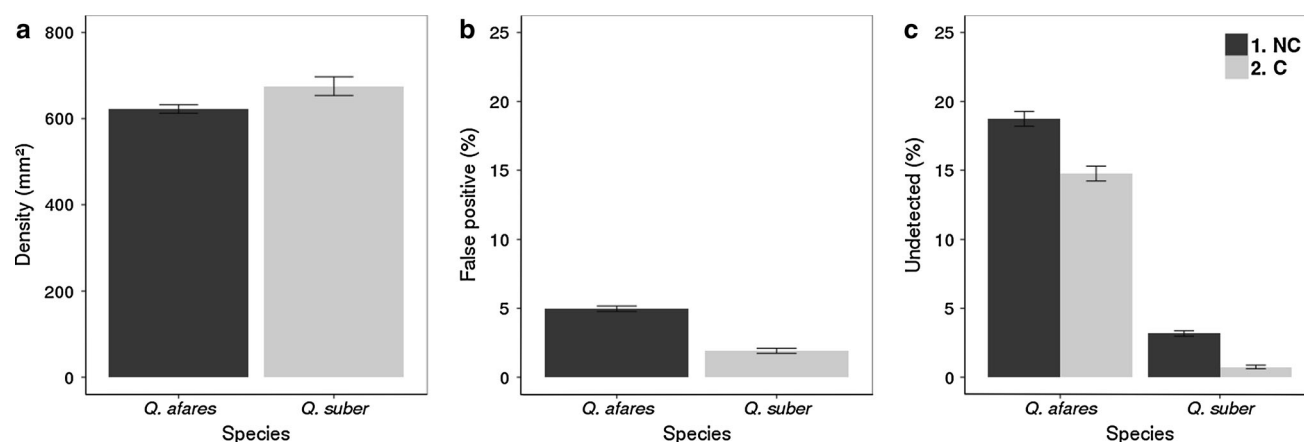 a
Density (mm²)
800
600
400
200
0
Q. afares
Q. suber
Species
b
False positive (%)
25
20
15
10
5
0
Q. afares
Q. suber
Species
c
Undetected (%)
25
20
15
10
5
0
1. NC
2. C
Q. afares
Q. suber
Species